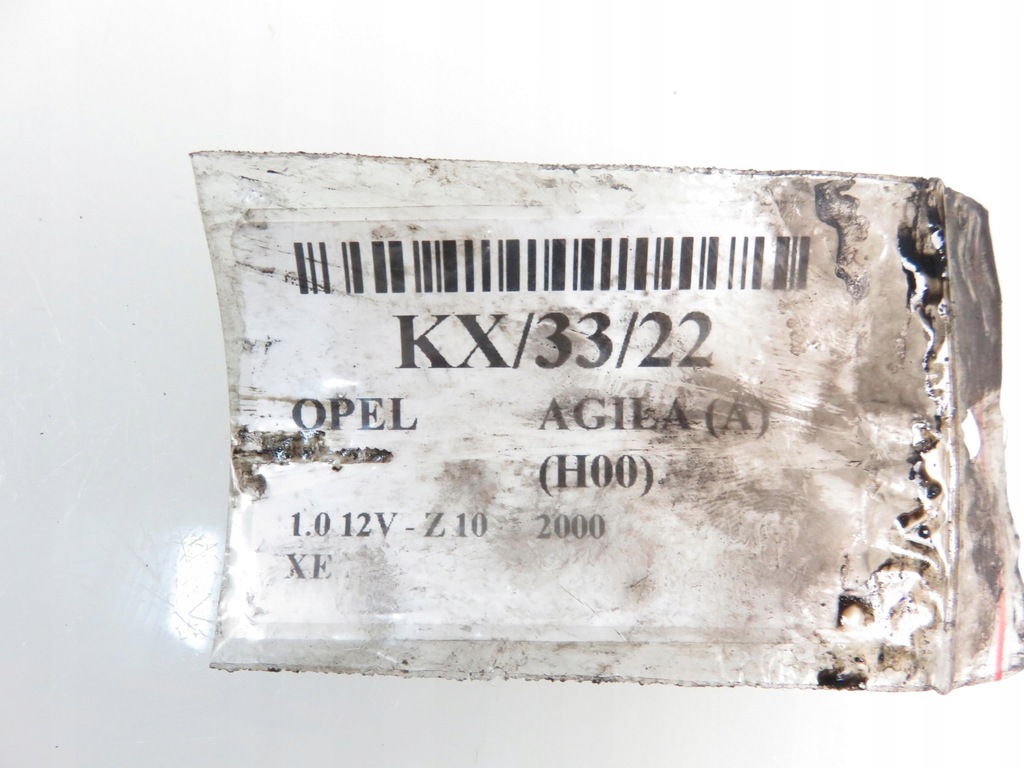 KX/33/22
OPEL AGILA (A)
(H00)
1.0 12V - Z 10 2000
XE